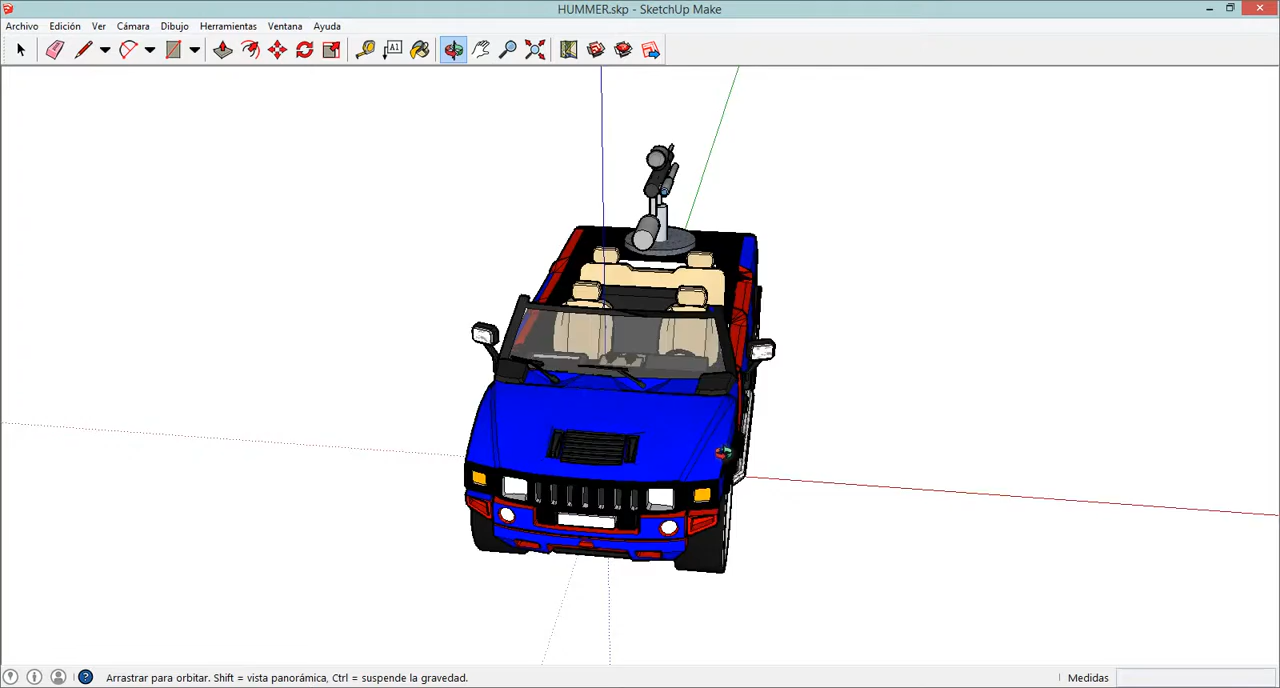 HUMMER.skp - SketchUp Make
Archivo Edición Ver Cámara Dibujo Herramientas Ventana Ayuda
A1
Arrastrar para orbitar. Shift = vista panorámica, Ctrl = suspende la gravedad.
Medidas